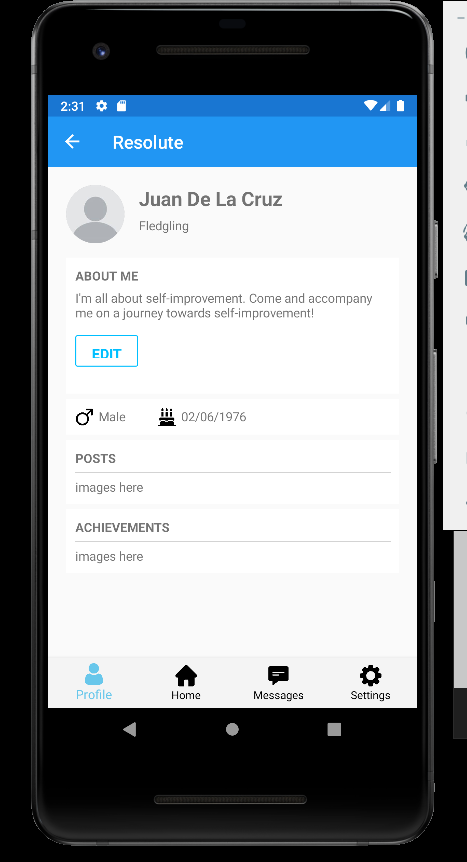 2:31
Resolute
Juan De La Cruz
Fledgling
ABOUT ME
I'm all about self-improvement. Come and accompany
me on a journey towards self-improvement!
EDIT
Male 02/06/1976
POSTS
images here
ACHIEVEMENTS
images here
Profile Home Messages Settings